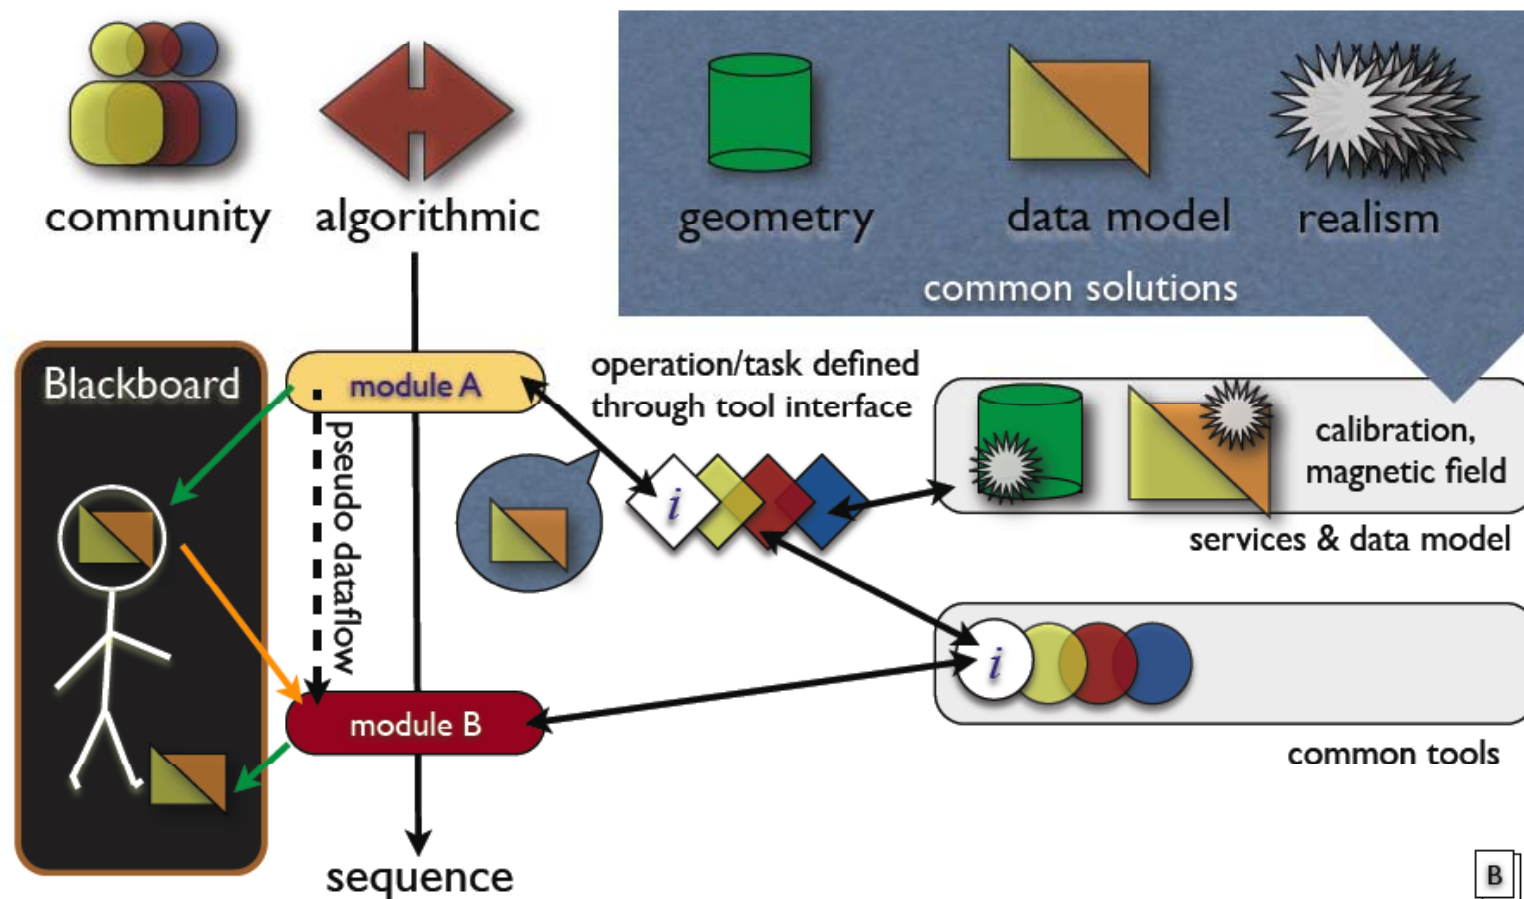 community
algorithmic
geometry
data model
realism
common solutions
Blackboard
module A
operation/task defined
through tool interface
pseudo dataflow
i
calibration,
magnetic field
services & data model
i
module B
common tools
sequence
B